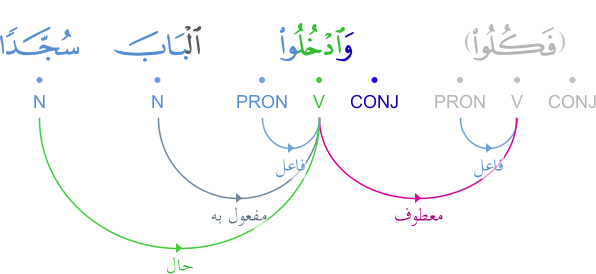 (فَكُلُوا۟) وَٱدْخُلُوا۟ ٱلْبَابَ سُجَّدًا
CONJ V PRON CONJ V PRON N N
فاعل فاعل
معطوف مفعول به
حال